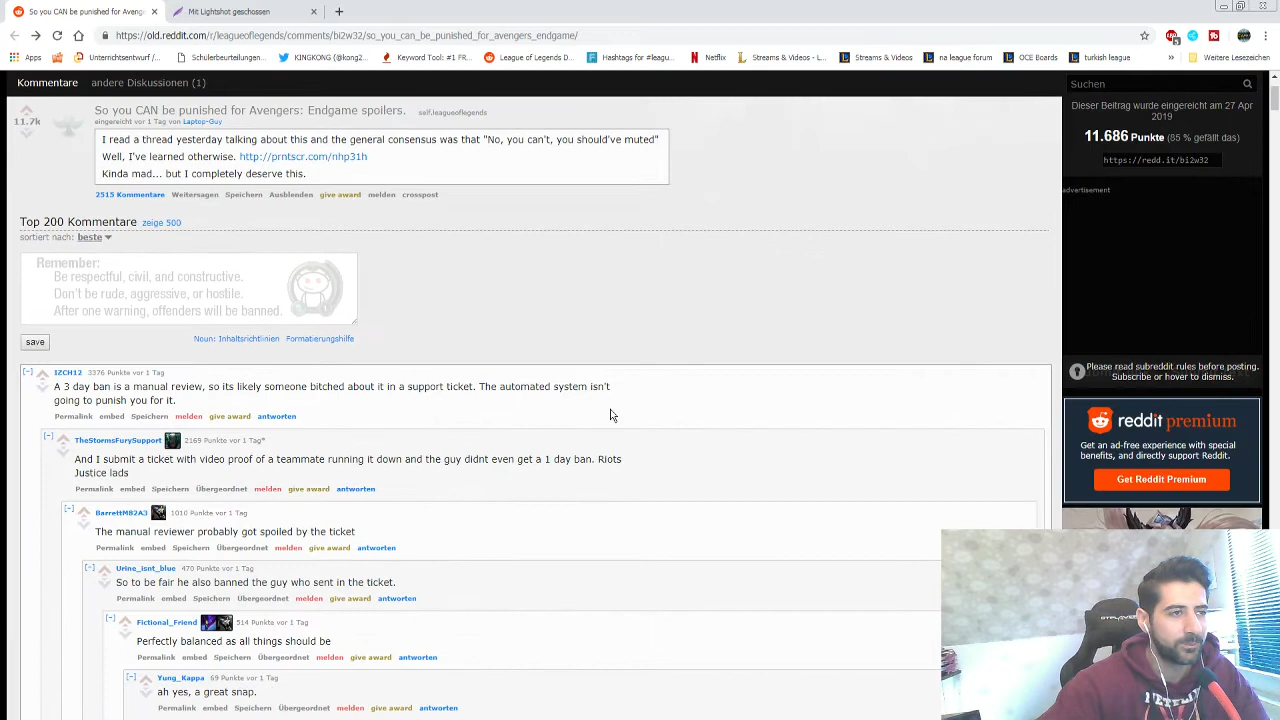 So you CAN be punished for Aveng
Mit Lightshot geschossen
https://old.reddit.com/r/leagueoflegends/comments/bi2w32/so_you_can_be_punished_for_avengers_endgame/
Apps
Unterrichtsentwurf /...
Schülerbeurteilungen...
KINGKONG (@kong2...
Keyword Tool (#1 FR...
League of Legends D...
Hashtags for #leagu...
Netflix
Streams & Videos - L...
Streams & Videos
na league forum
OCE Boards
turkish league
»
Weitere Lesezeichen
Kommentare
andere Diskussionen (1)
Suchen
11.7k
So you CAN be punished for Avengers: Endgame spoilers. self.leagueoflegends
eingereicht vor 1 Tag von Laptop-Guy
I read a thread yesterday talking about this and the general consensus was that "No, you can't, you should've muted"
Well, I've learned otherwise. http://prntscr.com/nhp31h
Kinda mad... but I completely deserve this.
2515 Kommentare Weitersagen Speichern Ausblenden give award melden crosspost
Dieser Beitrag wurde eingereicht am 27 Apr
2019
11.686 Punkte (85 % gefällt das)
https://redd.it/bi2w32
advertisement
Top 200 Kommentare zeige 500
sortiert nach: beste
Remember:
Be respectful, civil, and constructive.
Don't be rude, aggressive, or hostile.
After one warning, offenders will be banned.
save
Noun: Inhaltsrichtlinien Formatierungshilfe
[-] IZCH12 3376 Punkte vor 1 Tag
A 3 day ban is a manual review, so its likely someone bitched about it in a support ticket. The automated system isn't
going to punish you for it.
Permalink embed Speichern melden give award antworten
[-] TheStormsFurySupport 2169 Punkte vor 1 Tag*
And I submit a ticket with video proof of a teammate running it down and the guy didnt even get a 1 day ban. Riots
Justice lads
Permalink embed Speichern Übergeordnet melden give award antworten
[-] BarrettM82A3 1010 Punkte vor 1 Tag
The manual reviewer probably got spoiled by the ticket
Permalink embed Speichern Übergeordnet melden give award antworten
[-] Urine_isnt_blue 470 Punkte vor 1 Tag
So to be fair he also banned the guy who sent in the ticket.
Permalink embed Speichern Übergeordnet melden give award antworten
[-] Fictional_Friend 514 Punkte vor 1 Tag
Perfectly balanced as all things should be
Permalink embed Speichern Übergeordnet melden give award antworten
[-] Yung_Kappa 69 Punkte vor 1 Tag
ah yes, a great snap.
Permalink embed Speichern Übergeordnet melden give award antworten
Please read subreddit rules before posting.
Subscribe or hover to dismiss.
reddit premium
Get an ad-free experience with special
benefits, and directly support Reddit.
Get Reddit Premium